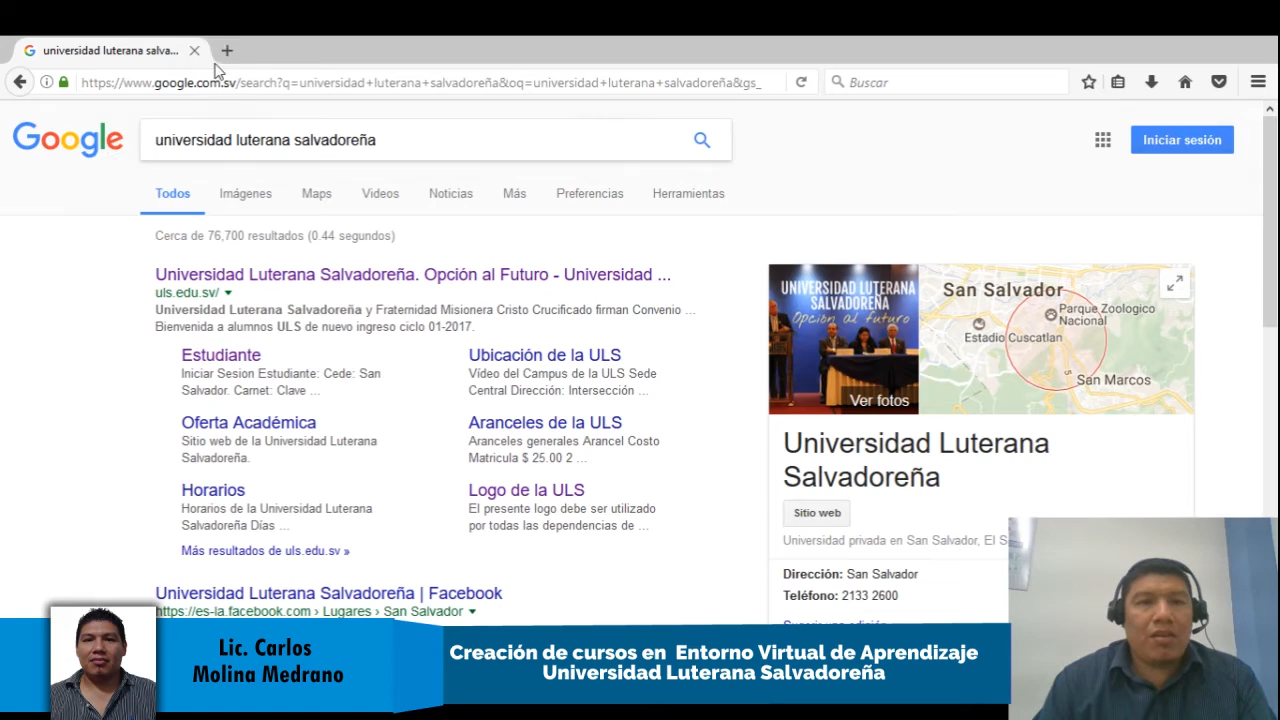 universidad luterana salva...
https://www.google.com.sv/search?q=universidad+luterana+salvadoreña&oq=universidad+luterana+salvadoreña&gs_
Buscar
Google
universidad luterana salvadoreña
Iniciar sesión
Todos Imágenes Maps Videos Noticias Más Preferencias Herramientas
Cerca de 76,700 resultados (0.44 segundos)
Universidad Luterana Salvadoreña. Opción al Futuro - Universidad ...
uls.edu.sv/
Universidad Luterana Salvadoreña y Fraternidad Misionera Cristo Crucificado firman Convenio ...
Bienvenida a alumnos ULS de nuevo ingreso ciclo 01-2017.
Estudiante
Iniciar Sesion Estudiante: Cede: San
Salvador. Carnet: Clave ...
Ubicación de la ULS
Vídeo del Campus de la ULS Sede
Central Dirección: Intersección ...
Oferta Académica
Sitio web de la Universidad Luterana
Salvadoreña.
Aranceles de la ULS
Aranceles generales Arancel Costo
Matricula $ 25.00 2 ...
Horarios
Horarios de la Universidad Luterana
Salvadoreña Días ...
Logo de la ULS
El presente logo debe ser utilizado
por todas las dependencias de ...
Más resultados de uls.edu.sv »
Universidad Luterana Salvadoreña | Facebook
https://es-la.facebook.com › Lugares › San Salvador
UNIVERSIDAD LUTERANA
SALVADOREÑA
Opción al futuro
Ver fotos
San Salvador
Parque Zoologico
Nacional
Estadio Cuscatlan
San Marcos
5
Universidad Luterana
Salvadoreña
Sitio web
Universidad privada en San Salvador, El S
Dirección: San Salvador
Teléfono: 2133 2600
Sugerir una edición
Lic. Carlos
Molina Medrano
Creación de cursos en Entorno Virtual de Aprendizaje
Universidad Luterana Salvadoreña